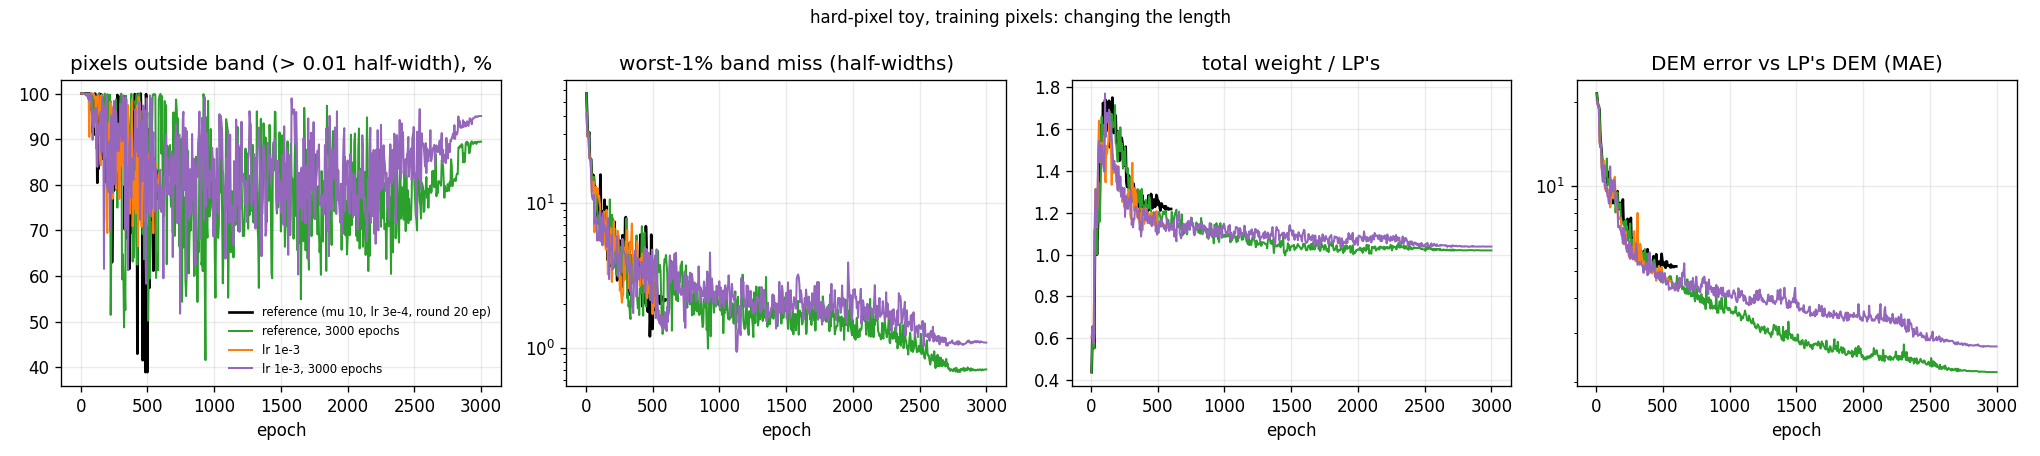 hard-pixel toy, training pixels: changing the length
pixels outside band (> 0.01 half-width), %
100
90
80
70
60
50
40
reference (mu 10, lr 3e-4, round 20 ep)
reference, 3000 epochs
lr 1e-3
lr 1e-3, 3000 epochs
0 500 1000 1500 2000 2500 3000
epoch
worst-1% band miss (half-widths)
10^1
10^0
0 500 1000 1500 2000 2500 3000
epoch
total weight / LP's
1.8
1.6
1.4
1.2
1.0
0.8
0.6
0.4
0 500 1000 1500 2000 2500 3000
epoch
DEM error vs LP's DEM (MAE)
10^1
0 500 1000 1500 2000 2500 3000
epoch